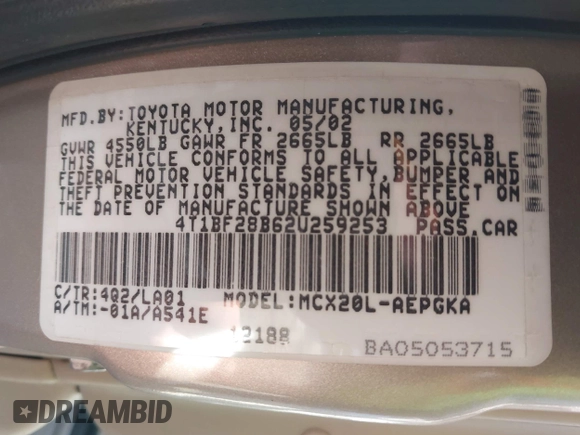 MFD.BY:TOYOTA MOTOR MANUFACTURING,
KENTUCKY,INC. 05/02
GVWR 4550LB GAWR FR 2665LB RR 2665LB
THIS VEHICLE CONFORMS TO ALL APPLICABLE
FEDERAL MOTOR VEHICLE SAFETY,BUMPER AND
THEFT PREVENTION STANDARDS IN EFFECT ON
THE DATE OF MANUFACTURE SHOWN ABOVE
4T1BF28B62U259253 PASS.CAR
C/TR:4Q2/LA01 MODEL:MCX20L-AEPGKA
A/TM:-01A/A541E
12188
BA05053715
DREAMBID